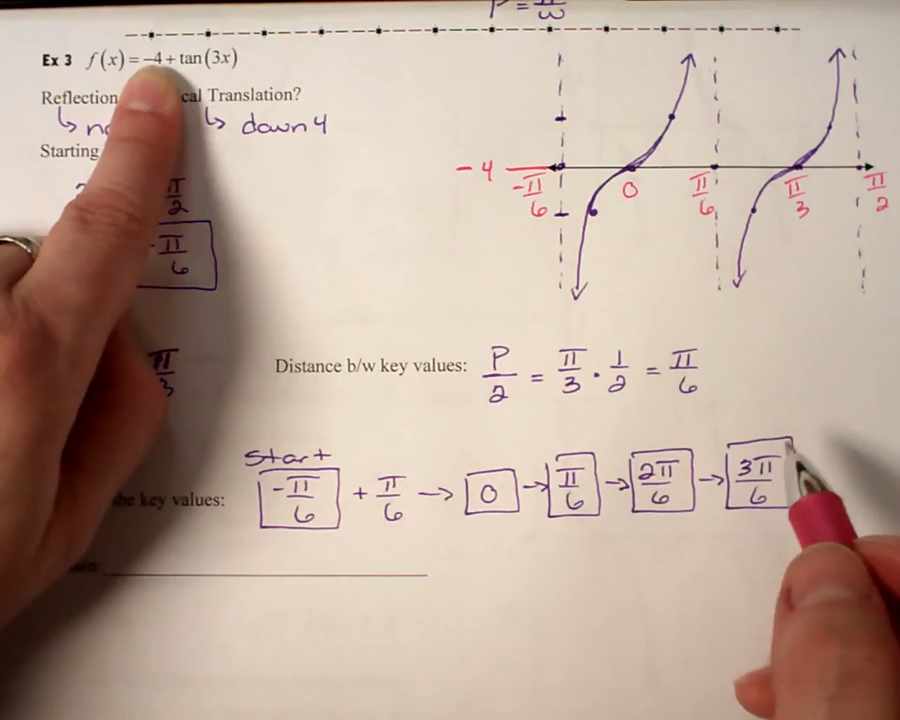 P = π/ω
Ex 3 f(x) = -4 + tan(3x)
Reflection cal Translation?
↳ no ↳ down 4
Starting
π/2
-π/6
π/3
-4
-π/6 0 π/6 π/3 π/2
Distance b/w key values: P/2 = π/3 · 1/2 = π/6
Start
he key values: -π/6 + π/6 → 0 → π/6 → 2π/6 → 3π/6